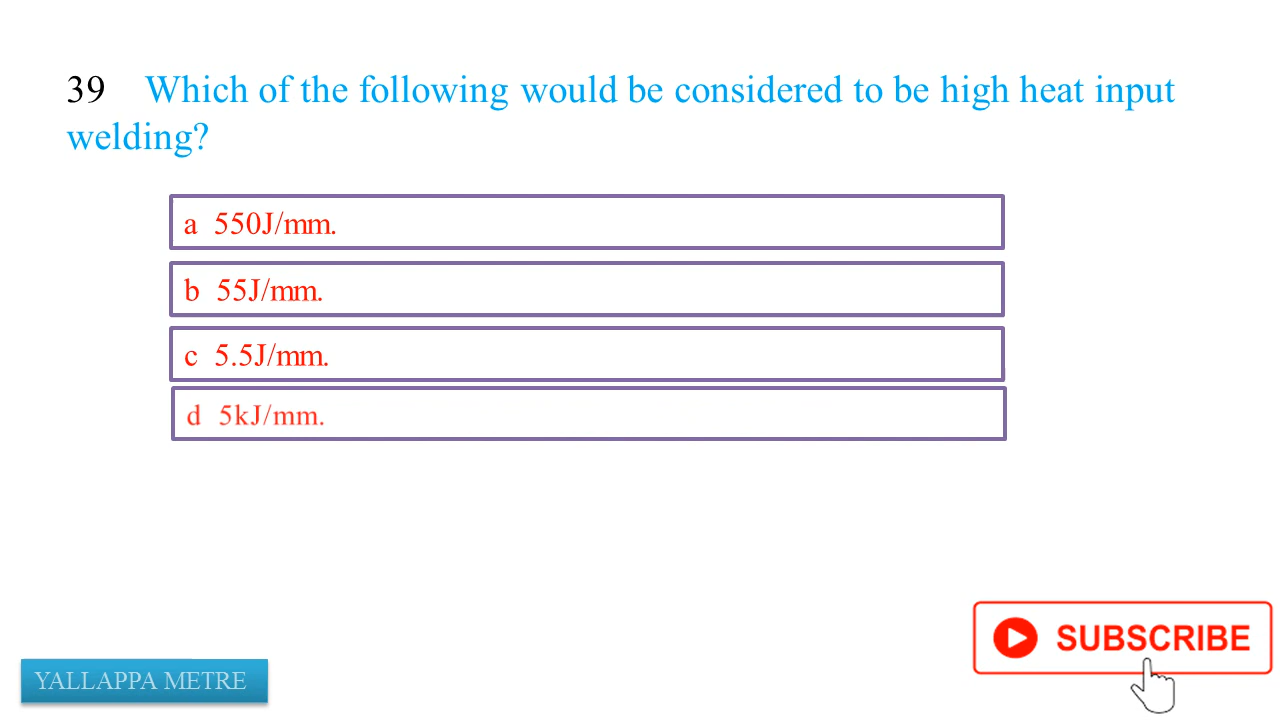 39 Which of the following would be considered to be high heat input
welding?
a 550J/mm.
b 55J/mm.
c 5.5J/mm.
d 5kJ/mm.
SUBSCRIBE
YALLAPPA METRE